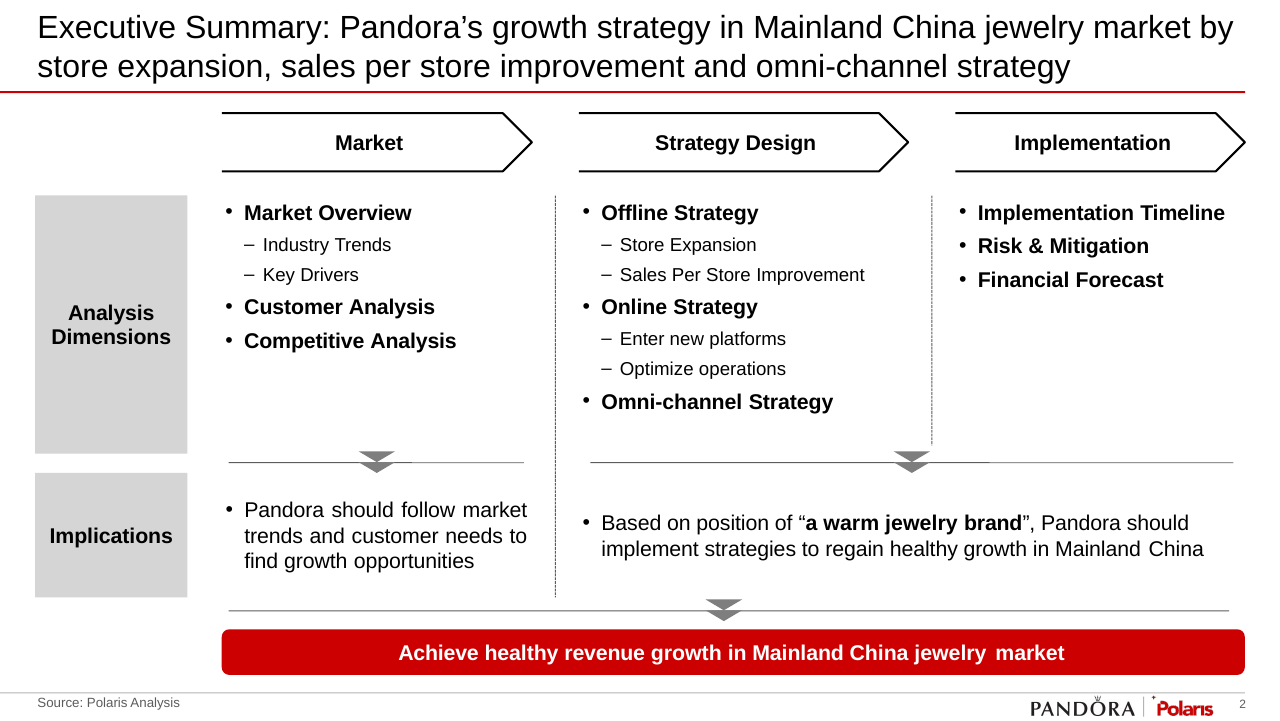 Executive Summary: Pandora’s growth strategy in Mainland China jewelry market by
store expansion, sales per store improvement and omni-channel strategy
Market
Strategy Design
Implementation
Analysis
Dimensions
• Market Overview
– Industry Trends
– Key Drivers
• Customer Analysis
• Competitive Analysis
• Offline Strategy
– Store Expansion
– Sales Per Store Improvement
• Online Strategy
– Enter new platforms
– Optimize operations
• Omni-channel Strategy
• Implementation Timeline
• Risk & Mitigation
• Financial Forecast
Implications
• Pandora should follow market
trends and customer needs to
find growth opportunities
• Based on position of “a warm jewelry brand”, Pandora should
implement strategies to regain healthy growth in Mainland China
Achieve healthy revenue growth in Mainland China jewelry market
Source: Polaris Analysis
PANDÖRA
Polaris
2